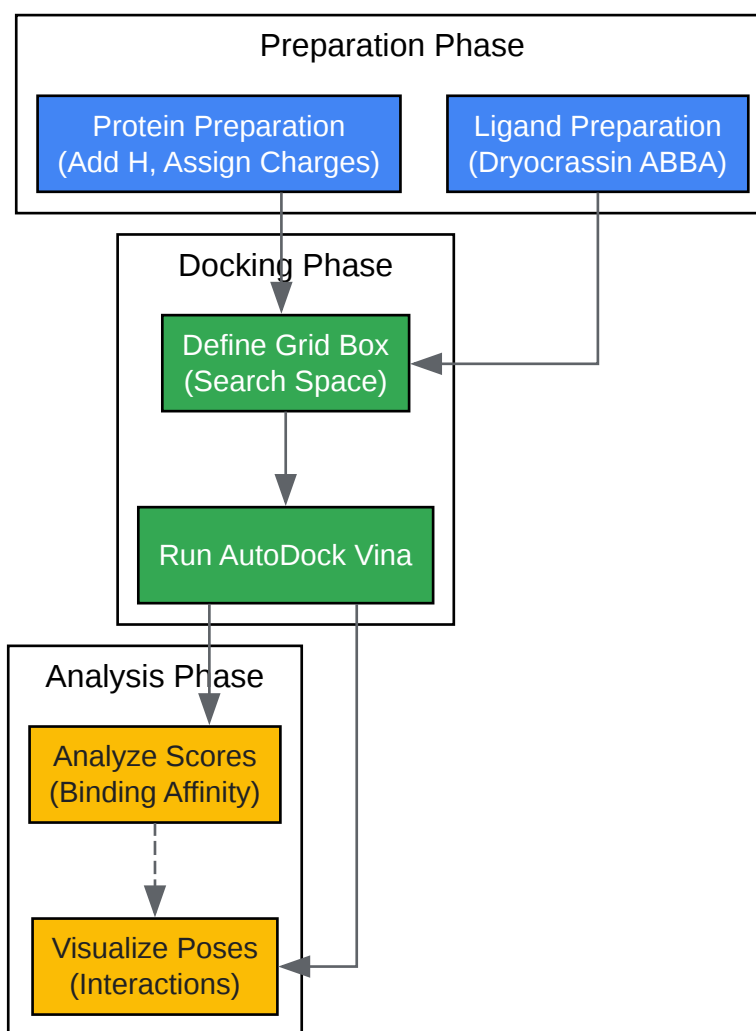 Preparation Phase
Protein Preparation
(Add H, Assign Charges)
Ligand Preparation
(Dryocrassin ABBA)
Docking Phase
Define Grid Box
(Search Space)
Run AutoDock Vina
Analysis Phase
Analyze Scores
(Binding Affinity)
Visualize Poses
(Interactions)